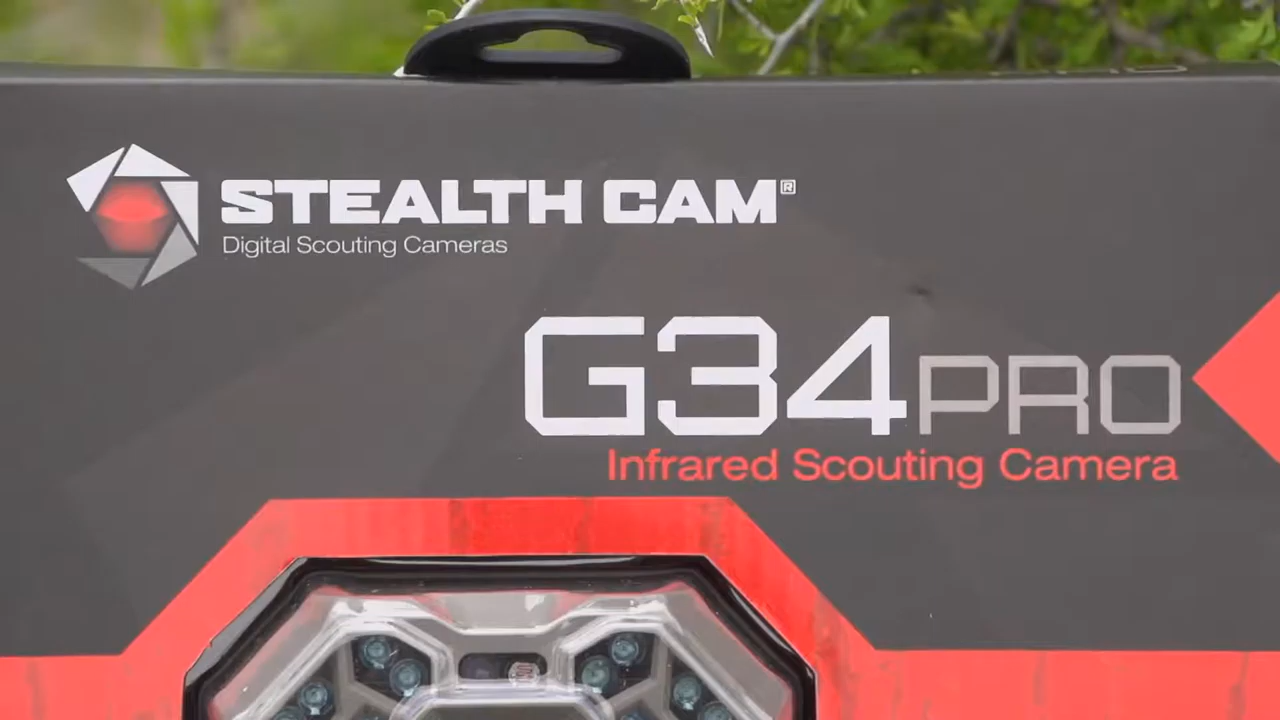 STEALTH CAM®
Digital Scouting Cameras
G34PRO
Infrared Scouting Camera